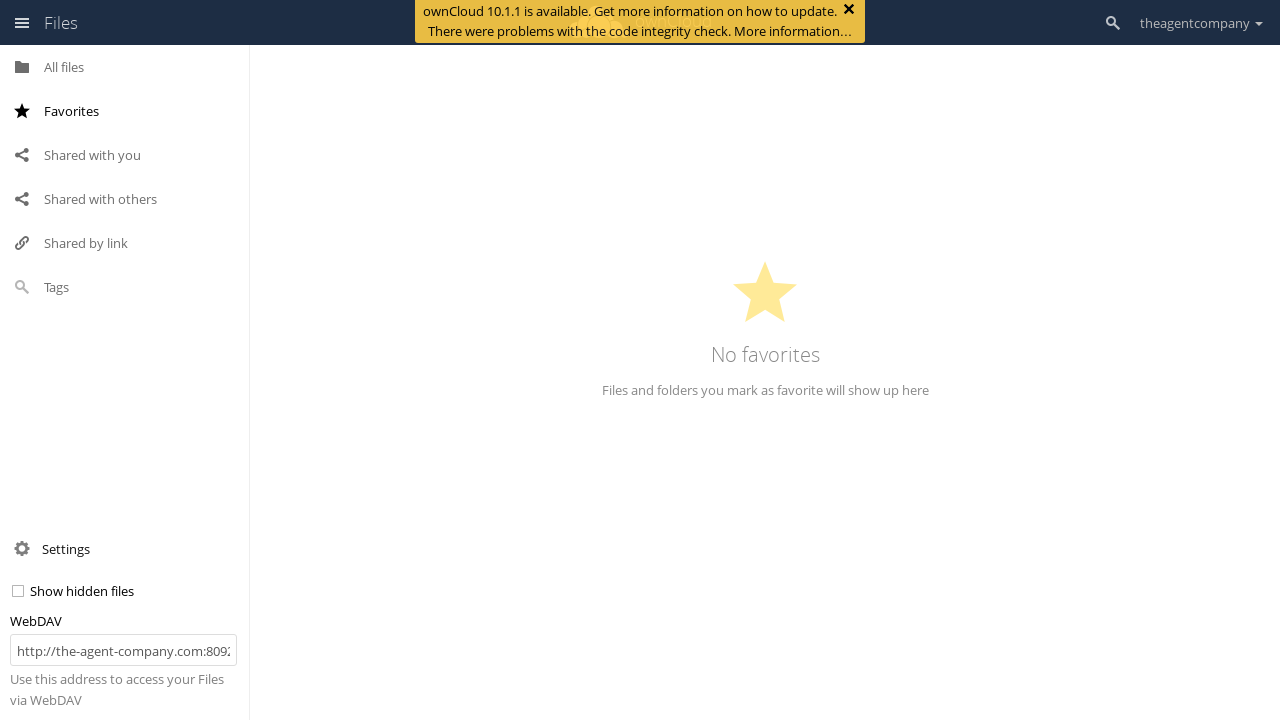 Files
ownCloud 10.1.1 is available. Get more information on how to update.
There were problems with the code integrity check. More information…
theagentcompany
All files
Favorites
Shared with you
Shared with others
Shared by link
Tags
No favorites
Files and folders you mark as favorite will show up here
Settings
Show hidden files
WebDAV
http://the-agent-company.com:8092
Use this address to access your Files
via WebDAV